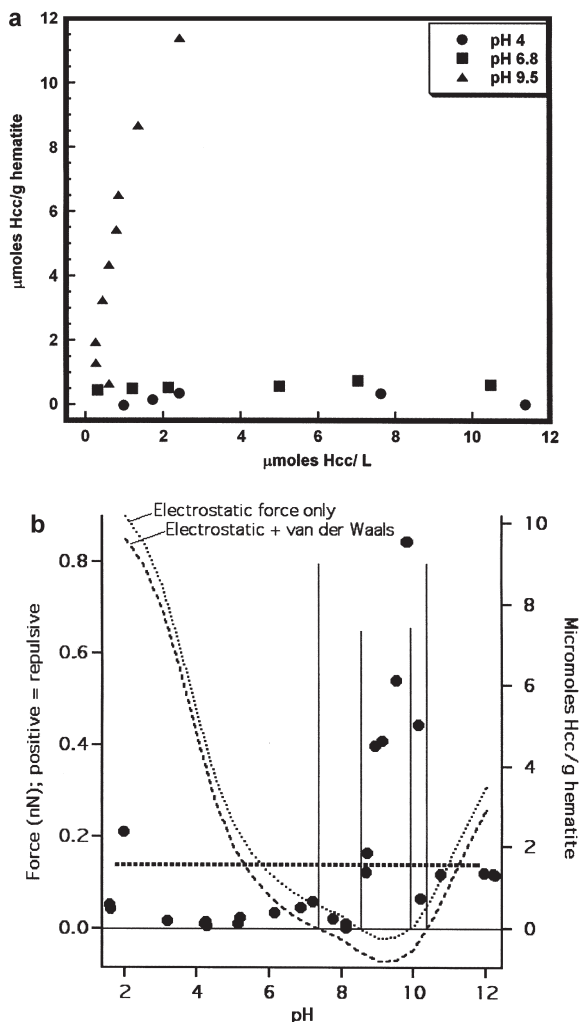 a
12
10
8
6
4
2
0
μmoles Hcc/g hematite
pH 4
pH 6.8
pH 9.5
0 2 4 6 8 10 12
μmoles Hcc/ L
b
Electrostatic force only
Electrostatic + van der Waals
0.8
0.6
0.4
0.2
0.0
Force (nN); positive = repulsive
10
8
6
4
2
0
Micromoles Hcc/g hematite
2 4 6 8 10 12
pH